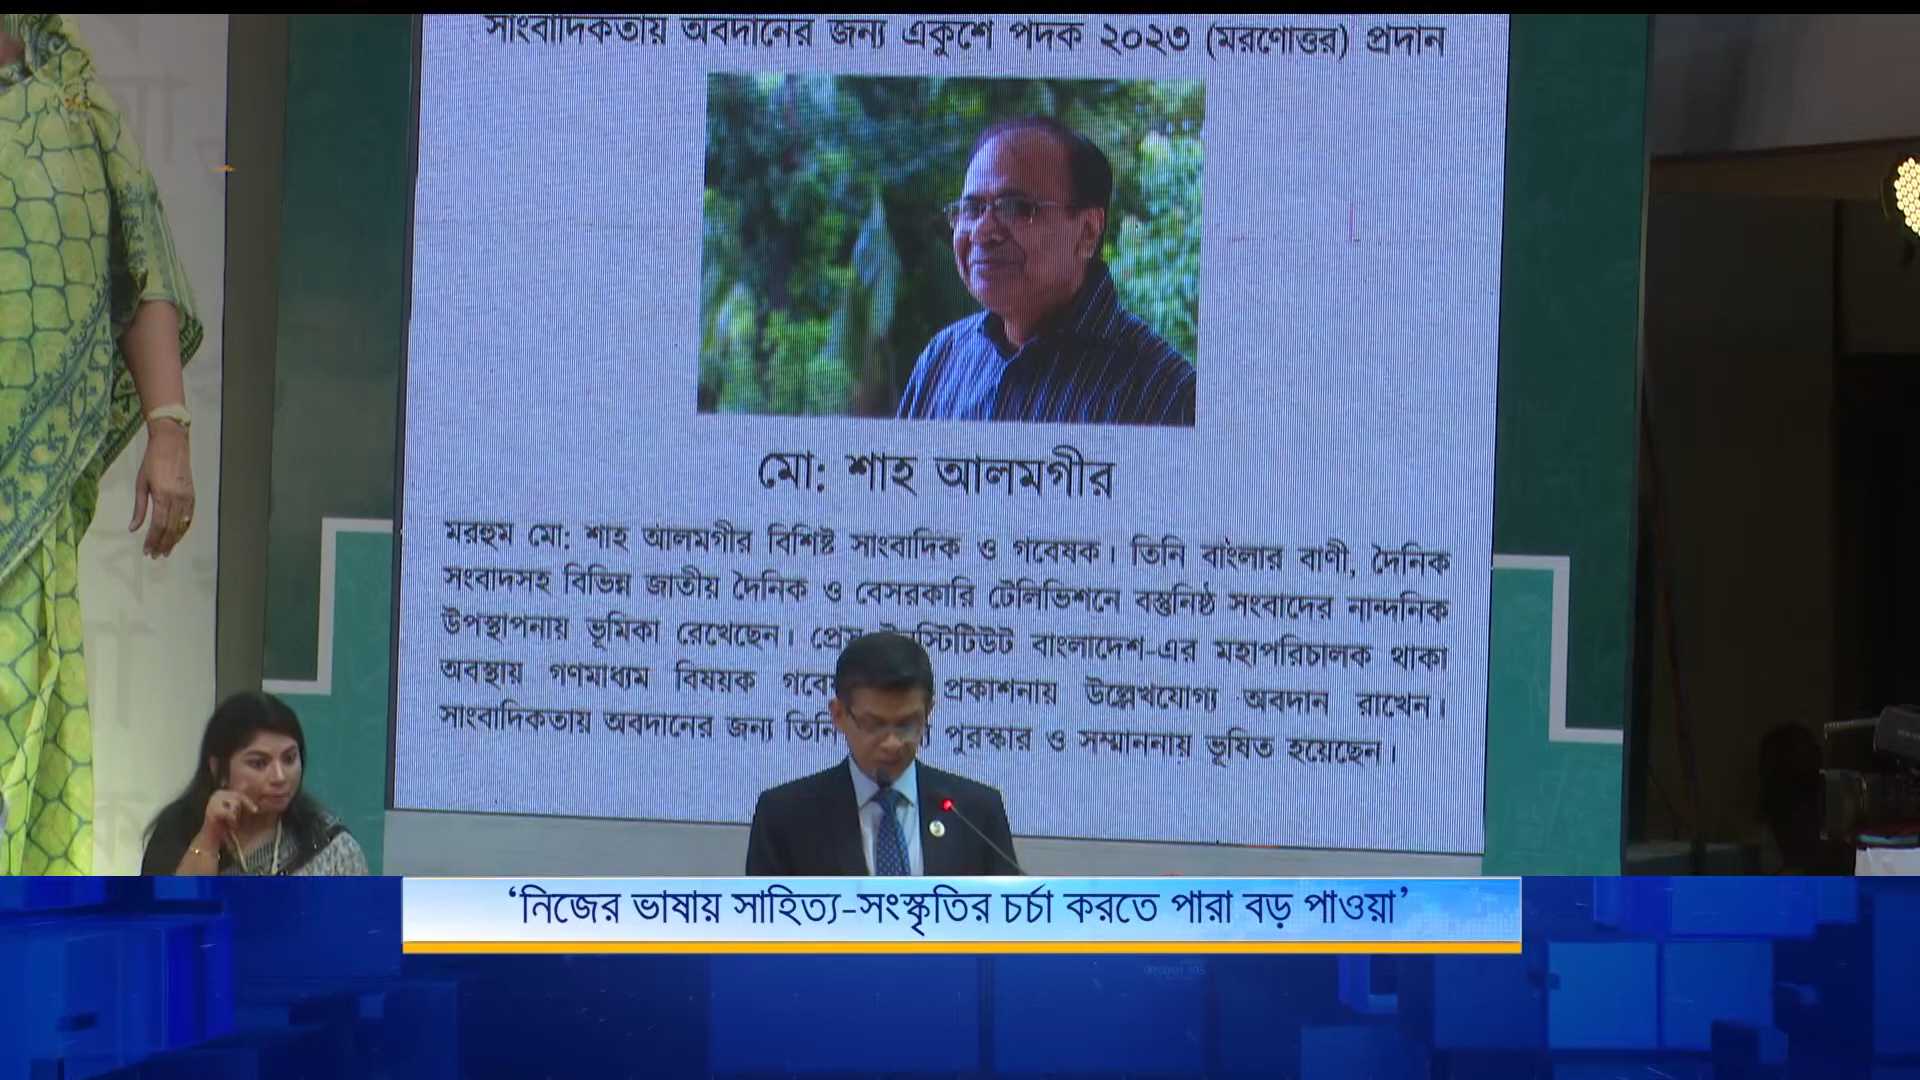 সাংবাদিকতায় অবদানের জন্য একুশে পদক ২০২৩ (মরণোত্তর) প্রদান
মো: শাহ আলমগীর
মরহুম মো: শাহ আলমগীর বিশিষ্ট সাংবাদিক ও গবেষক। তিনি বাংলার বাণী, দৈনিক
সংবাদসহ বিভিন্ন জাতীয় দৈনিক ও বেসরকারি টেলিভিশনে বস্তুনিষ্ঠ সংবাদের নান্দনিক
উপস্থাপনায় ভূমিকা রেখেছেন। প্রেস ইনস্টিটিউট বাংলাদেশ-এর মহাপরিচালক থাকা
অবস্থায় গণমাধ্যম বিষয়ক প্রকাশনায় উল্লেখযোগ্য অবদান রাখেন।
সাংবাদিকতায় অবদানের জন্য তিনি পুরস্কার ও সম্মাননায় ভূষিত হয়েছেন।
‘নিজের ভাষায় সাহিত্য-সংস্কৃতির চর্চা করতে পারা বড় পাওয়া’